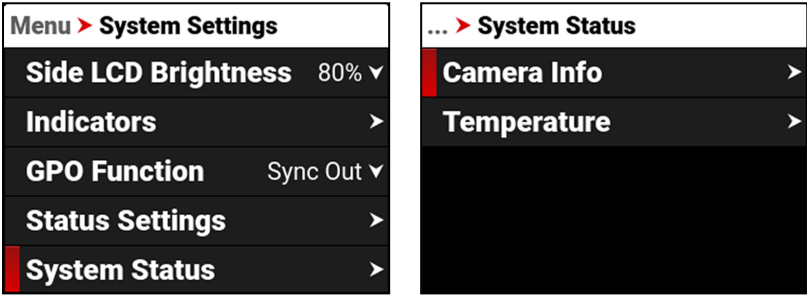 Menu ➤ System Settings
Side LCD Brightness 80%
Indicators
GPO Function Sync Out
Status Settings
System Status
... ➤ System Status
Camera Info
Temperature